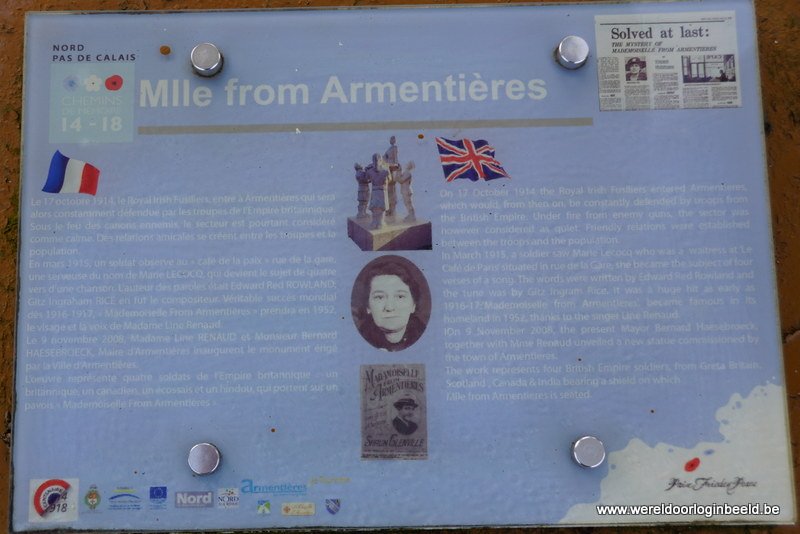 NORD
PAS DE CALAIS
CHEMINS
DE MÉMOIRE
14 - 18
Mlle from Armentières
Solved at last:
THE MYSTERY OF
MADEMOISELLE FROM ARMENTIERES
Le 17 octobre 1914, le Royal Irish Fusiliers, entre à Armentières qui sera
alors constamment défendue par les troupes de l'Empire britannique.
Sous le feu des canons ennemis, le secteur est pourtant considéré
comme calme. Des relations amicales se créent entre les troupes et la
population.
En mars 1915, un soldat observe au « café de la paix » rue de la gare,
une serveuse du nom de Marie LECOCQ, qui devient le sujet de quatre
vers d'une chanson. L'auteur des paroles était Edward Red ROWLAND,
Gitz Ingraham RICE en fut le compositeur. Véritable succès mondial
dès 1916-1917, « Mademoiselle From Armentières » prendra en 1952,
le visage et la voix de Madame Line Renaud.
Le 9 novembre 2008, Madame Line RENAUD et Monsieur Bernard
HAESEBROECK, Maire d'Armentières inaugurent le monument érigé
par la Ville d'Armentières.
L'œuvre représente quatre soldats de l'Empire britannique : un
britannique, un canadien, un écossais et un hindou, qui portent sur un
pavois « Mademoiselle From Armentières ».
MADAMOISELLE
FROM
ARMENTIERES
SHAUN GLENVILLE
On 17 October 1914 the Royal Irish Fusiliers entered Armentieres,
which would, from then on, be constantly defended by troops from
the British Empire. Under fire from enemy guns, the sector was
however considered as quiet. Friendly relations were established
between the troops and the population.
In March 1915, a soldier saw Marie Lecocq who was a waitress at 'Le
Café de Paris' situated in rue de la Gare, she became the subject of four
verses of a song. The words were written by Edward Red Rowland and
the tune was by Gitz Ingram Rice. It was a huge hit as early as
1916-17. Mademoiselle from Armentieres became famous in its
homeland in 1952, thanks to the singer Line Renaud.
On 9 November 2008, the present Mayor Bernard Haesebroeck,
together with Mme Renaud unveiled a new statue commissioned by
the town of Armentieres.
The work represents four British Empire soldiers, from Greta Britin,
Scotland , Canada & India bearing a shield on which
Mlle from Armentieres is seated.
Nord
armentières
Paix Frieden Peace
www.wereldoorloginbeeld.be